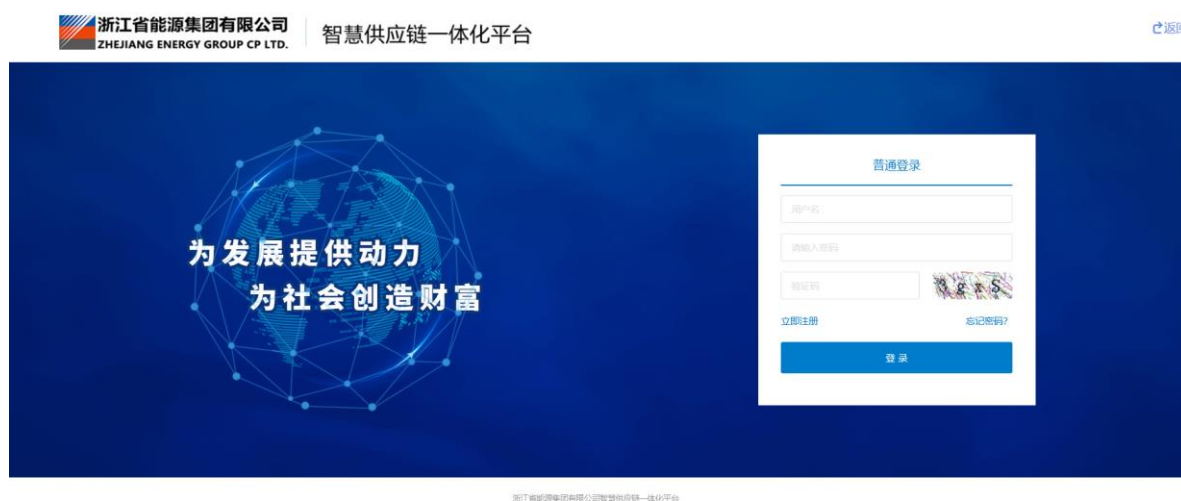 浙江省能源集团有限公司
ZHEJIANG ENERGY GROUP CP LTD.
智慧供应链一体化平台
返回
普通登录
用户名
请输入密码
为发展提供动力
为社会创造财富
验证码
3gxS
立即注册
忘记密码?
登 录
浙江省能源集团有限公司智慧供应链一体化平台